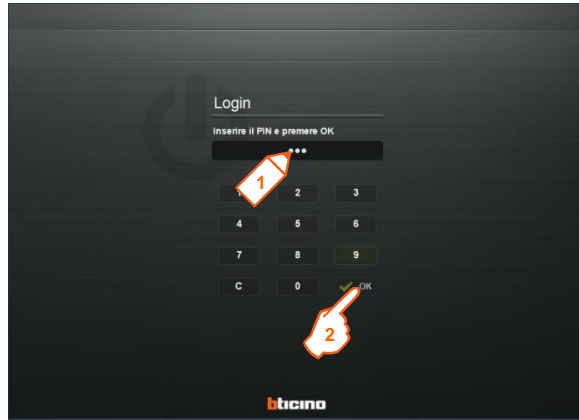 Login
Inserire il PIN e premere OK
•••
1
1 2 3
4 5 6
7 8 9
C 0 OK
2
bticino